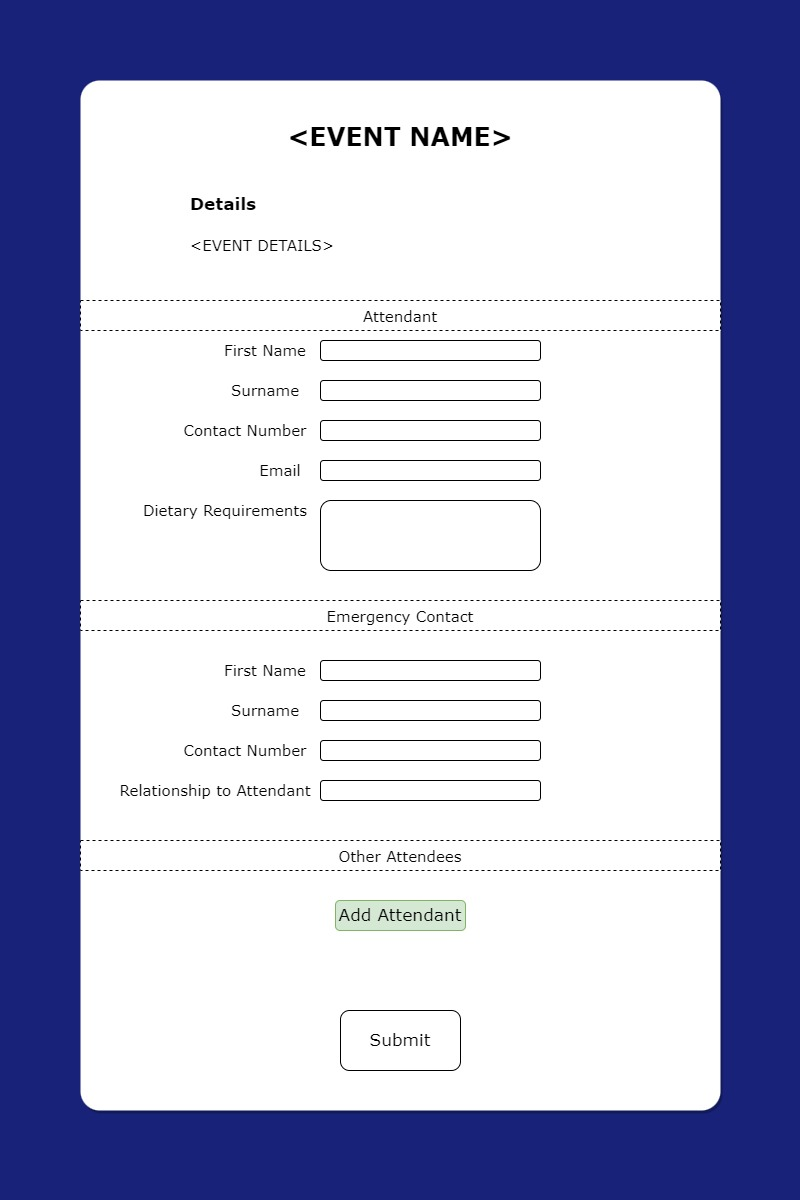 <EVENT NAME>
Details
<EVENT DETAILS>
Attendant
First Name
Surname
Contact Number
Email
Dietary Requirements
Emergency Contact
First Name
Surname
Contact Number
Relationship to Attendant
Other Attendees
Add Attendant
Submit